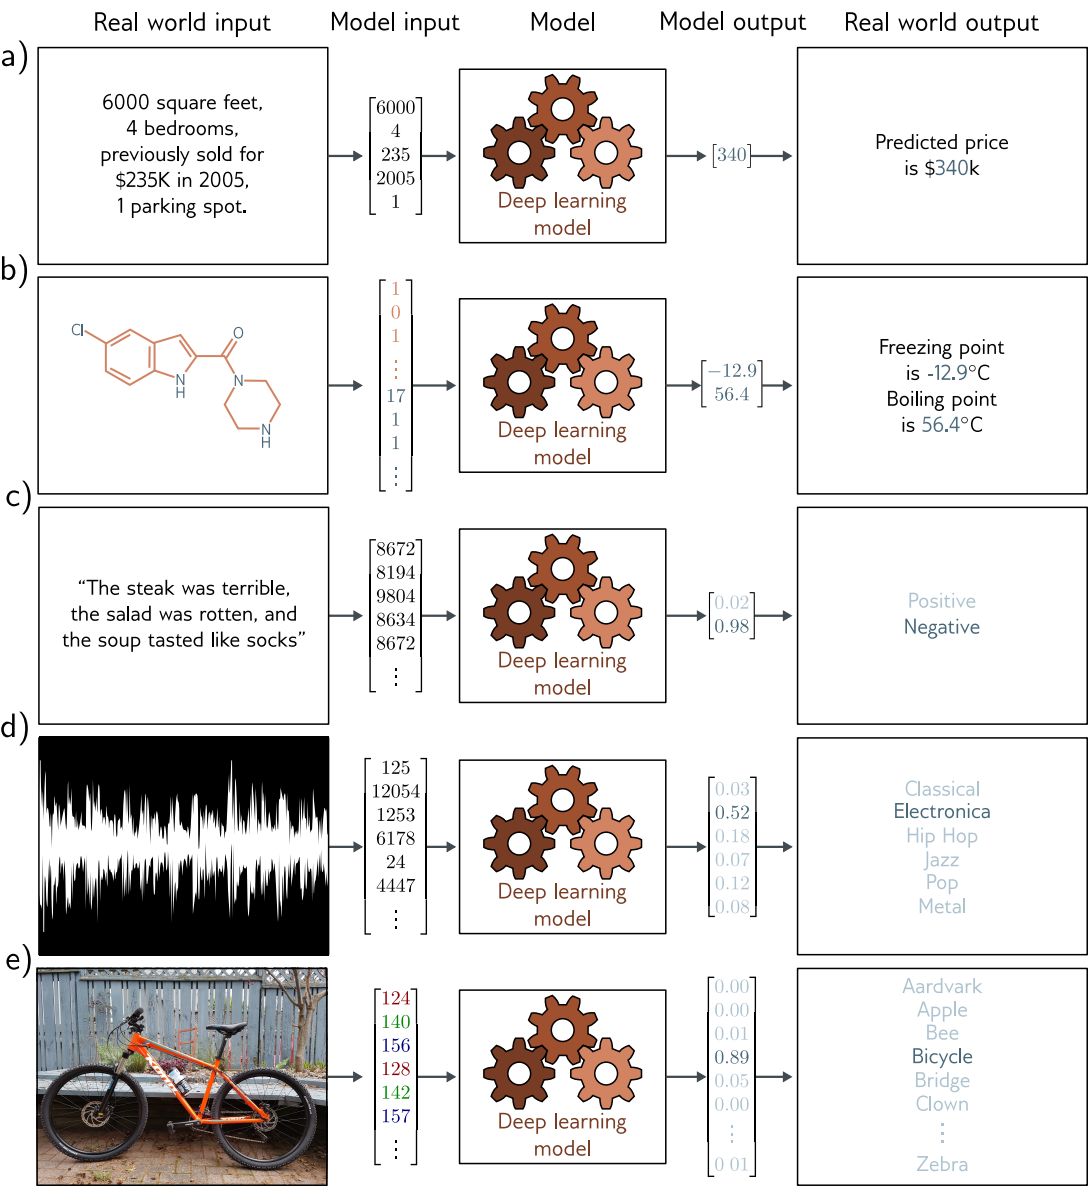 Real world input
Model input
Model
Model output
Real world output
a)
6000 square feet,
4 bedrooms,
previously sold for
$235K in 2005,
1 parking spot.
6000
4
235
2005
1
Deep learning
model
[340]
Predicted price
is $340k
b)
Cl
O
N
H
N
N
H
1
0
1
⋮
17
1
1
⋮
Deep learning
model
−12.9
56.4
Freezing point
is -12.9°C
Boiling point
is 56.4°C
c)
“The steak was terrible,
the salad was rotten, and
the soup tasted like socks”
8672
8194
9804
8634
8672
⋮
Deep learning
model
0.02
0.98
Positive
Negative
d)
125
12054
1253
6178
24
4447
⋮
Deep learning
model
0.03
0.52
0.18
0.07
0.12
0.08
Classical
Electronica
Hip Hop
Jazz
Pop
Metal
e)
124
140
156
128
142
157
⋮
Deep learning
model
0.00
0.00
0.01
0.89
0.05
0.00
⋮
0 01
Aardvark
Apple
Bee
Bicycle
Bridge
Clown
⋮
Zebra